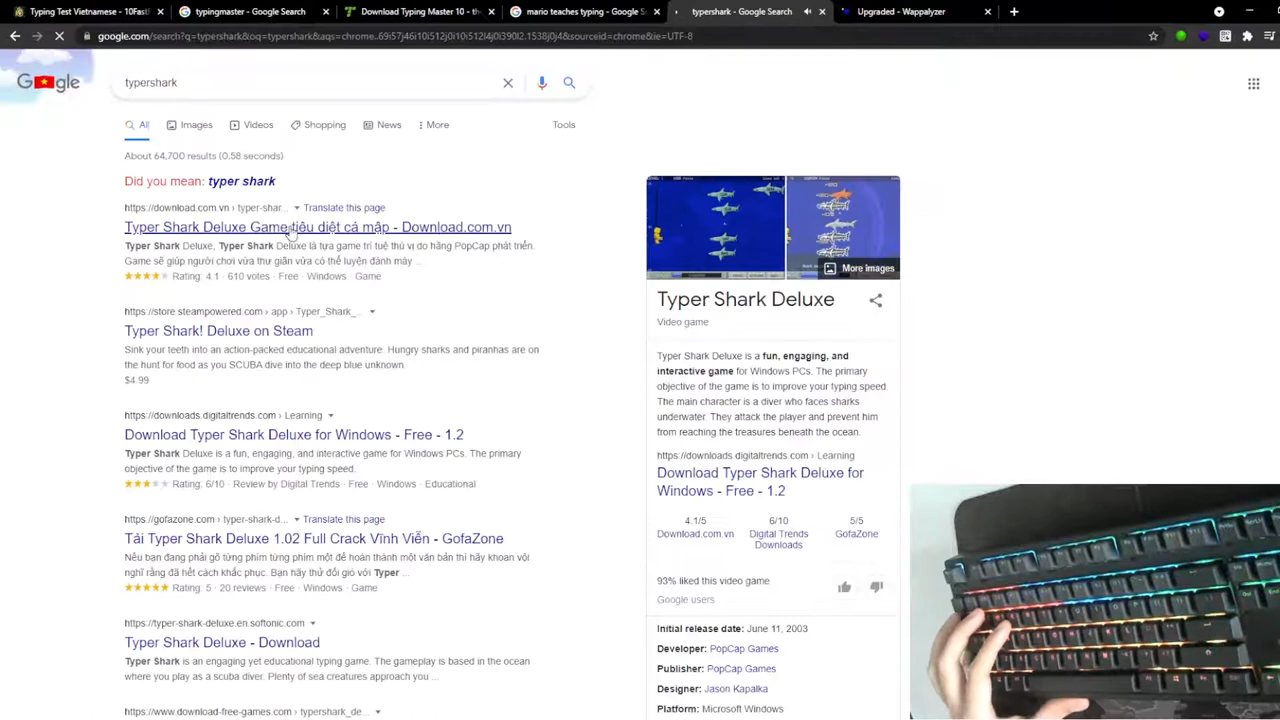 Typing Test Vietnamese - 10Fast
typingmaster - Google Search
Download Typing Master 10 - the
mario teaches typing - Google S
typershark - Google Search
Upgraded - Wappalyzer
google.com/search?q=typershark&oq=typershark&aqs=chrome..69i57j46i10i512j0i10i512l4j0i390l2.1538j0j4&sourceid=chrome&ie=UTF-8
typershark
All
Images
Videos
Shopping
News
More
Tools
About 64,700 results (0.58 seconds)
Did you mean: typer shark
https://download.com.vn › typer-shar... Translate this page
Typer Shark Deluxe Game tiêu diệt cá mập - Download.com.vn
Typer Shark Deluxe, Typer Shark Deluxe là tựa game trí tuệ thú vị do hãng PopCap phát triển.
Game sẽ giúp người chơi vừa thư giãn vừa có thể luyện đánh máy ...
Rating: 4.1 · 610 votes · Free · Windows · Game
https://store.steampowered.com › app › Typer_Shark_...
Typer Shark! Deluxe on Steam
Sink your teeth into an action-packed educational adventure. Hungry sharks and piranhas are on
the hunt for food as you SCUBA dive into the deep blue unknown.
$4.99
https://downloads.digitaltrends.com › Learning
Download Typer Shark Deluxe for Windows - Free - 1.2
Typer Shark Deluxe is a fun, engaging, and interactive game for Windows PCs. The primary
objective of the game is to improve your typing speed.
Rating: 6/10 · Review by Digital Trends · Free · Windows · Educational
https://gofazone.com › typer-shark-d... Translate this page
Tải Typer Shark Deluxe 1.02 Full Crack Vĩnh Viễn - GofaZone
Nếu bạn đang phải gõ từng phím từng phím một để hoàn thành một văn bản thì hãy khoan vội
nghĩ rằng đã hết cách khắc phục. Bạn hãy thử đổi gió với Typer ...
Rating: 5 · 20 reviews · Free · Windows · Game
https://typer-shark-deluxe.en.softonic.com
Typer Shark Deluxe - Download
Typer Shark is an engaging yet educational typing game. The gameplay is based in the ocean
where you play as a scuba diver. Plenty of sea creatures approach you ...
https://www.download-free-games.com › typershark_de...
More images
Typer Shark Deluxe
Video game
Typer Shark Deluxe is a fun, engaging, and
interactive game for Windows PCs. The primary
objective of the game is to improve your typing speed.
The main character is a diver who faces sharks
underwater. They attack the player and prevent him
from reaching the treasures beneath the ocean.
https://downloads.digitaltrends.com › Learning
Download Typer Shark Deluxe for
Windows - Free - 1.2
4.1/5
Download.com.vn
6/10
Digital Trends
Downloads
5/5
GofaZone
93% liked this video game
Google users
Initial release date: June 11, 2003
Developer: PopCap Games
Publisher: PopCap Games
Designer: Jason Kapalka
Platform: Microsoft Windows